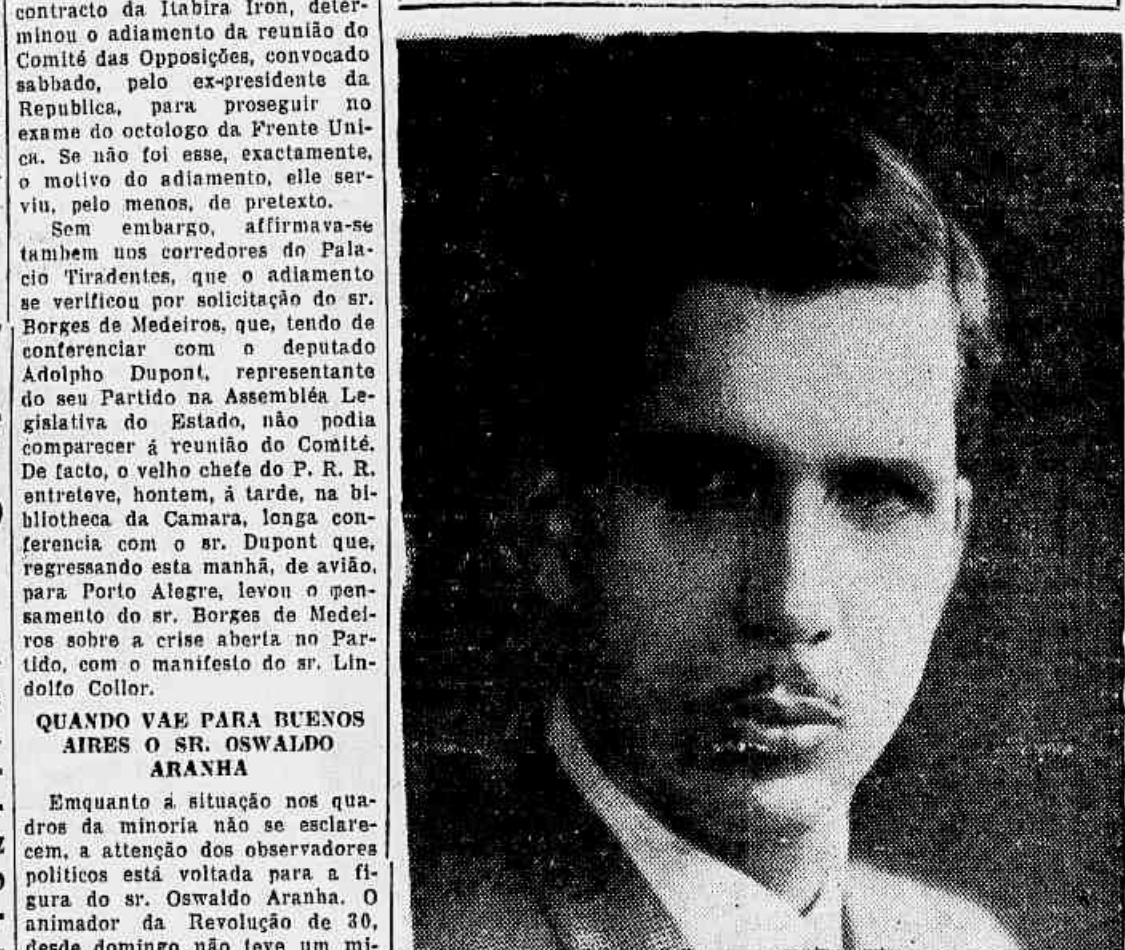 contracto da Itabira Iron, deter-
minou o adiamento da reunião do
Comité das Opposições, convocado
sabbado, pelo ex-presidente da
Republica, para proseguir no
exame do octologo da Frente Uni-
ca. Se não foi esse, exactamente,
o motivo do adiamento, elle ser-
viu, pelo menos, de pretexto.
Sem embargo, affirmava-se
tambem nos corredores do Pala-
cio Tiradentes, que o adiamento
se verificou por solicitação do sr.
Borges de Medeiros, que, tendo de
conferenciar com o deputado
Adolpho Dupont, representante
do seu Partido na Assembléa Le-
gislativa do Estado, não podia
comparecer á reunião do Comité.
De facto, o velho chefe do P. R. R.
entreteve, hontem, á tarde, na bi-
bliotheca da Camara, longa con-
ferencia com o sr. Dupont que,
regressando esta manhã, de avião,
para Porto Alegre, levou o pen-
samento do sr. Borges de Medei-
ros sobre a crise aberta no Par-
tido, com o manifesto do sr. Lin-
dolfo Collor.
QUANDO VAE PARA BUENOS
AIRES O SR. OSWALDO
ARANHA
Emquanto a situação nos qua-
dros da minoria não se esclare-
cem, a attenção dos observadores
politicos está voltada para a fi-
gura do sr. Oswaldo Aranha. O
animador da Revolução de 30,
desde domingo não teve um mi-